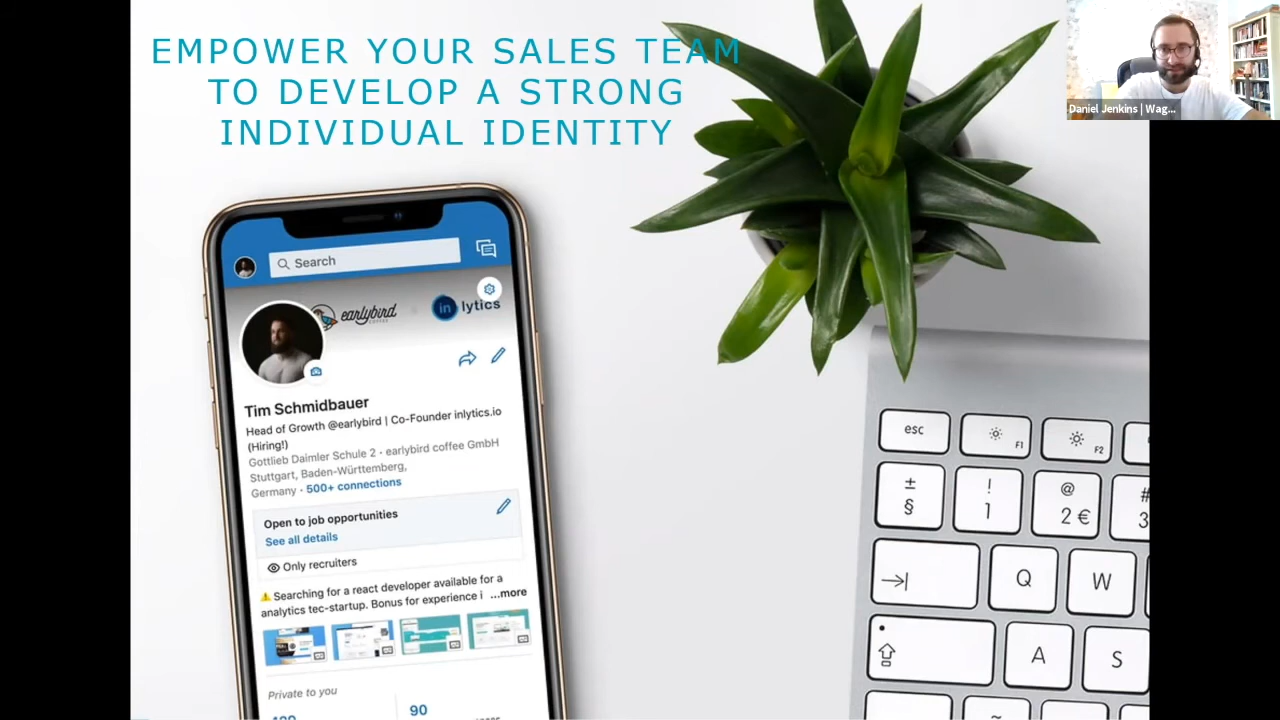 EMPOWER YOUR SALES TEAM
TO DEVELOP A STRONG
INDIVIDUAL IDENTITY
Daniel Jenkins | Wag...
Search
earlybird
COFFEE
in lytics
Tim Schmidbauer
Head of Growth @earlybird | Co-Founder inlytics.io
(Hiring!)
Gottlieb Daimler Schule 2 • earlybird coffee GmbH
Stuttgart, Baden-Württemberg,
Germany • 500+ connections
Open to job opportunities
See all details
Only recruiters
Searching for a react developer available for a
analytics tec-startup. Bonus for experience i ...more
Private to you
90
esc
F1
F2
± ! @ #
§ 1 2 € 3
Q W
A S
~